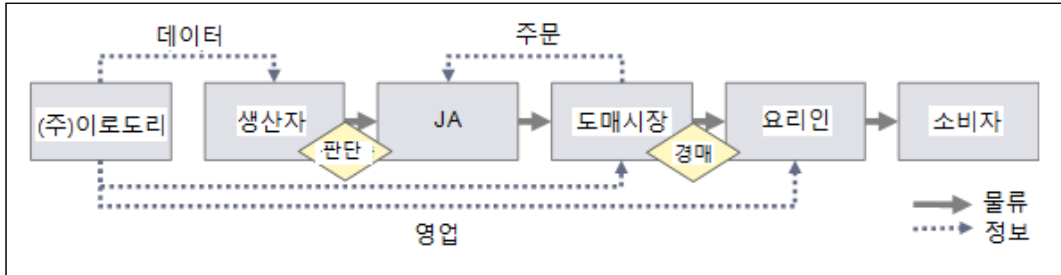 데이터
주문
(주)이로도리
생산자
JA
도매시장
요리인
소비자
판단
경매
영업
물류
정보